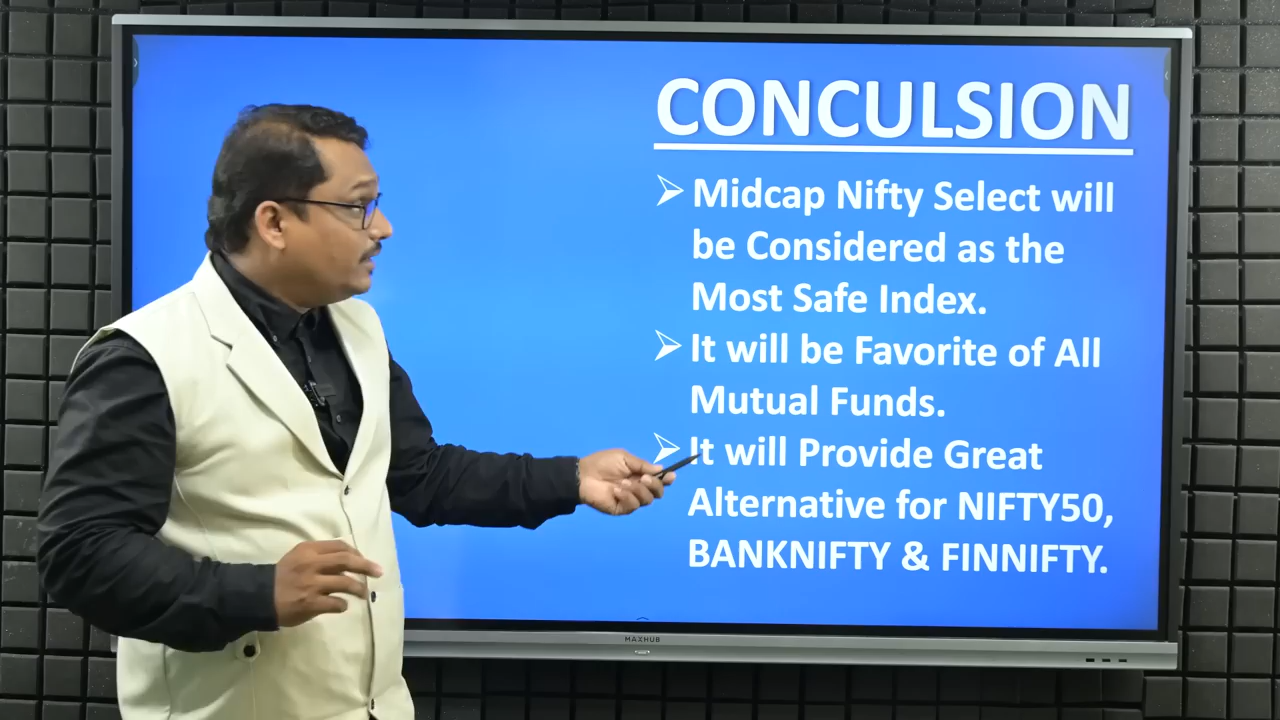 CONCULSION
Midcap Nifty Select will
be Considered as the
Most Safe Index.
It will be Favorite of All
Mutual Funds.
It will Provide Great
Alternative for NIFTY50,
BANKNIFTY & FINNIFTY.
MAXHUB